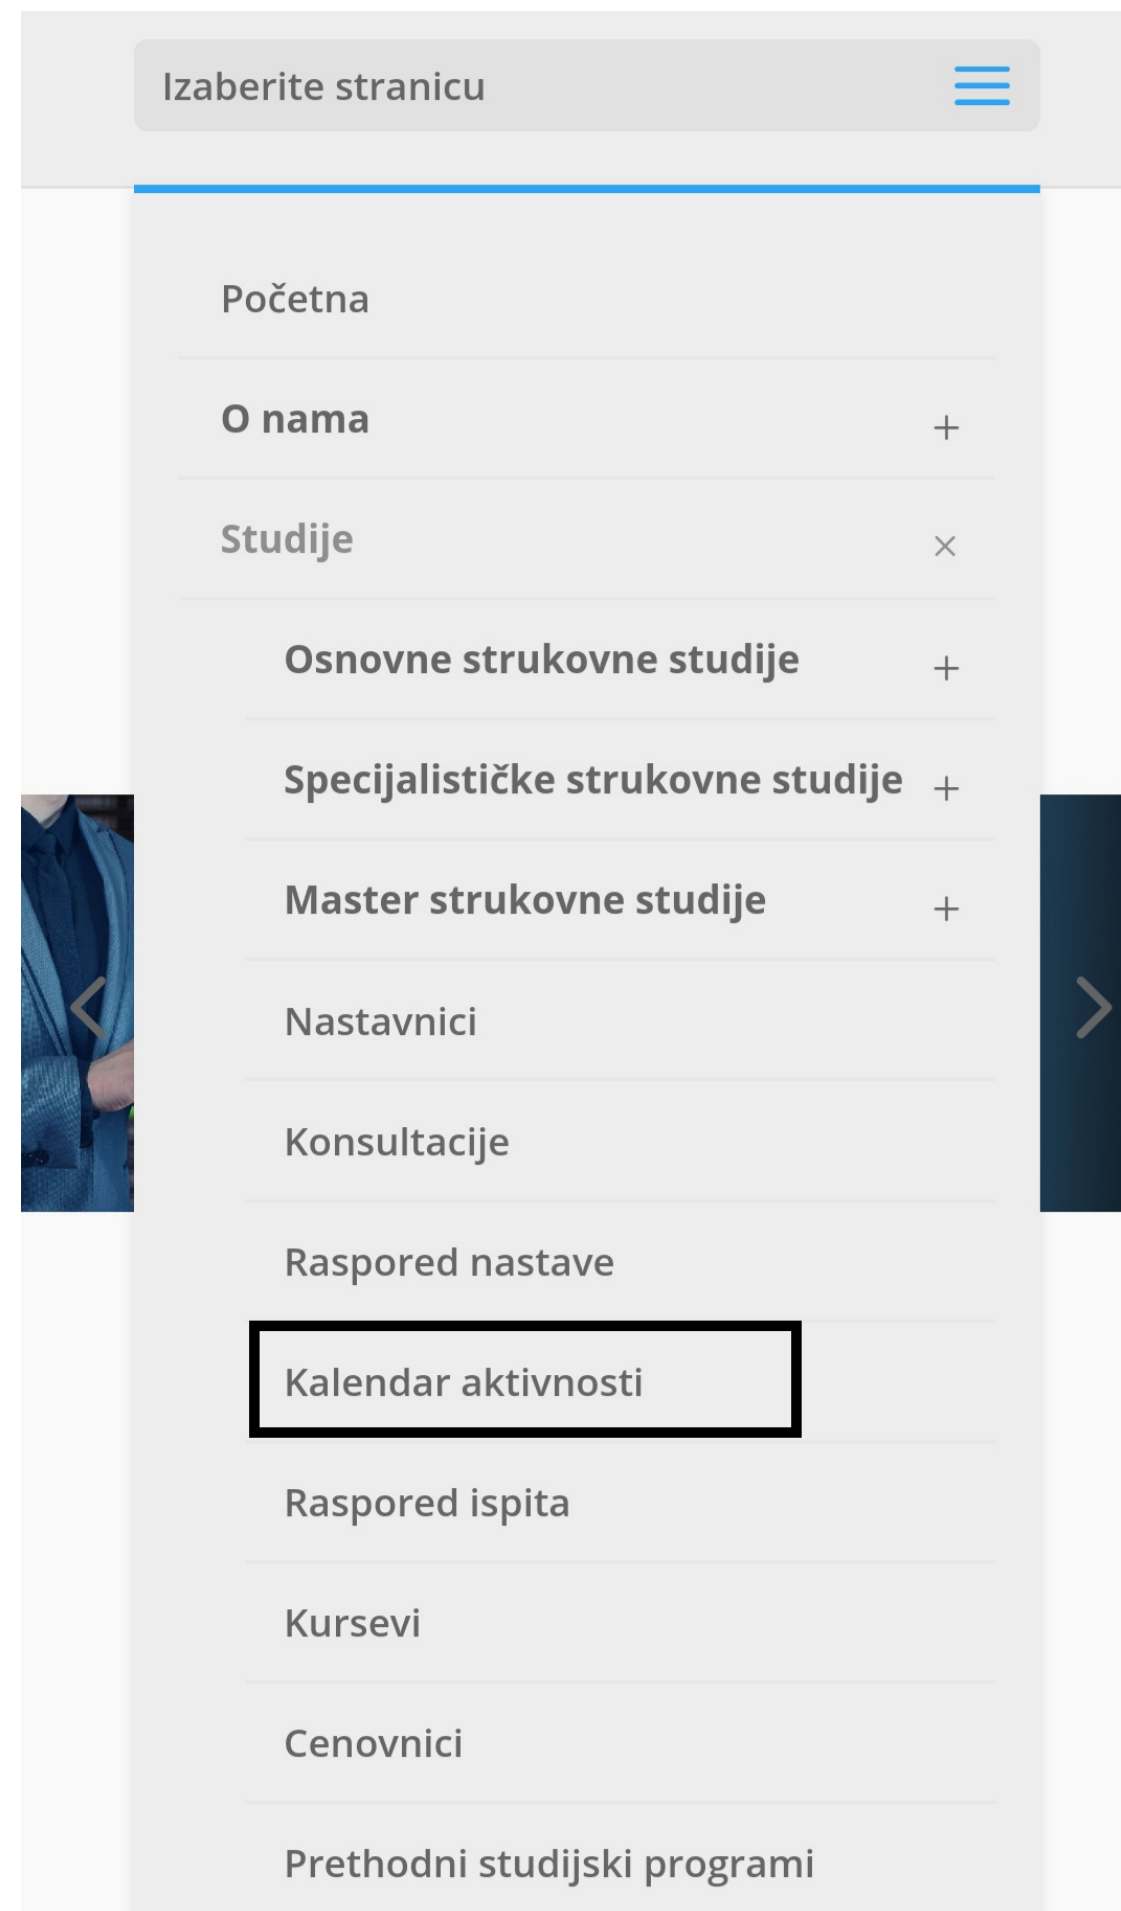 Izaberite stranicu
Početna
O nama
Studije
Osnovne strukovne studije
Specijalističke strukovne studije
Master strukovne studije
Nastavnici
Konsultacije
Raspored nastave
Kalendar aktivnosti
Raspored ispita
Kursevi
Cenovnici
Prethodni studijski programi